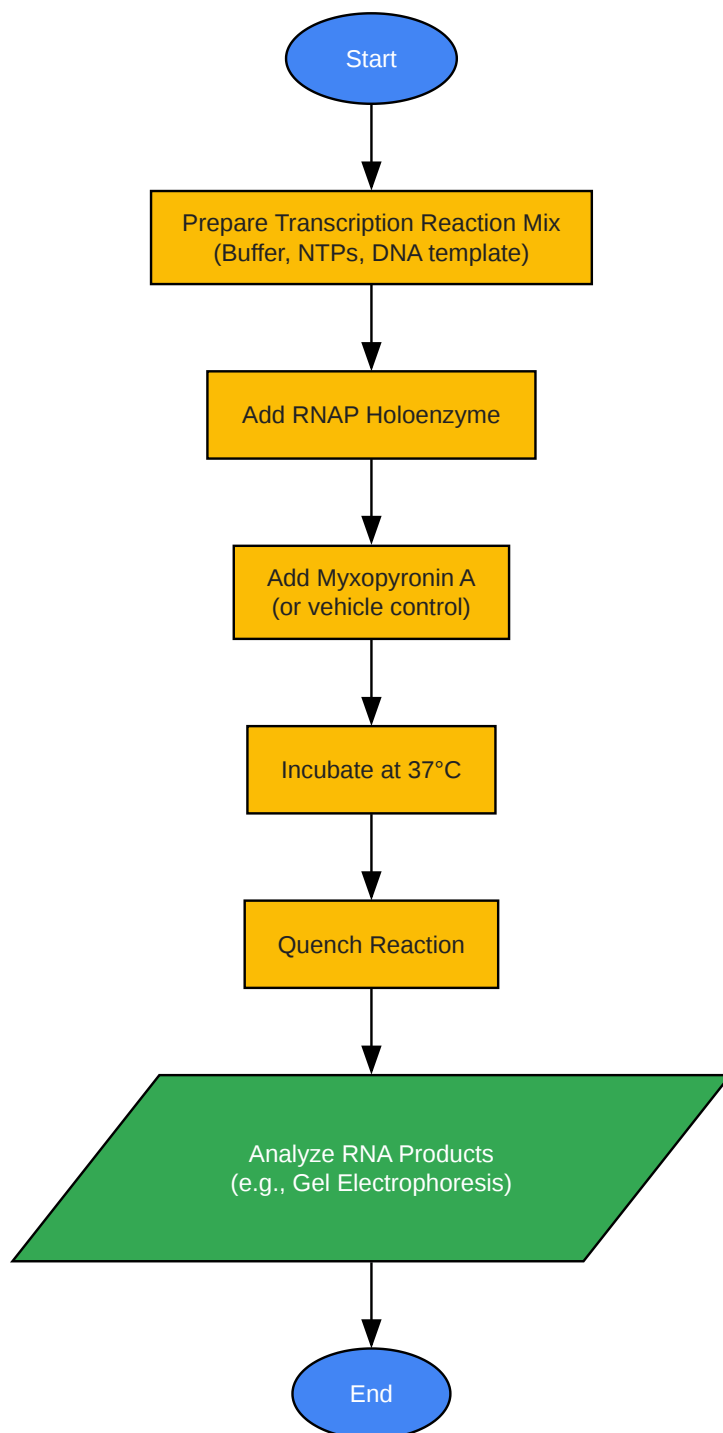 Start
Prepare Transcription Reaction Mix
(Buffer, NTPs, DNA template)
Add RNAP Holoenzyme
Add Myxopyronin A
(or vehicle control)
Incubate at 37°C
Quench Reaction
Analyze RNA Products
(e.g., Gel Electrophoresis)
End